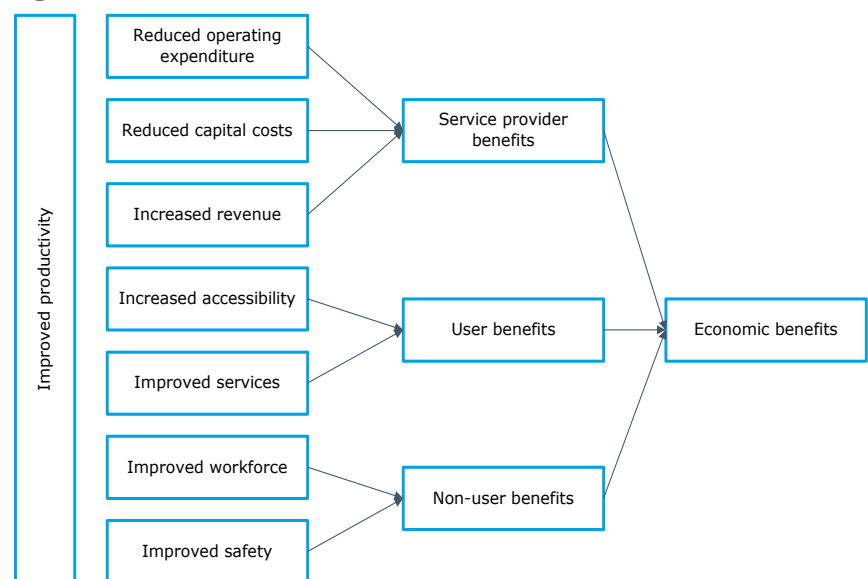 Improved productivity
Reduced operating
expenditure
Reduced capital costs
Increased revenue
Increased accessibility
Improved services
Improved workforce
Improved safety
Service provider
benefits
User benefits
Non-user benefits
Economic benefits